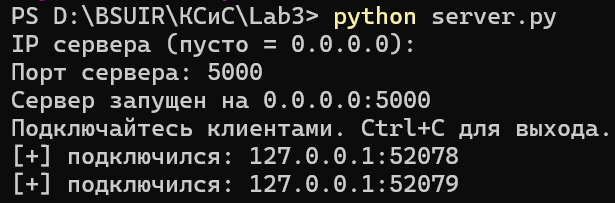 PS D:\BSUIR\КСиС\Lab3> python server.py
IP сервера (пусто = 0.0.0.0):
Порт сервера: 5000
Сервер запущен на 0.0.0.0:5000
Подключайтесь клиентами. Ctrl+C для выхода.
[+] подключился: 127.0.0.1:52078
[+] подключился: 127.0.0.1:52079